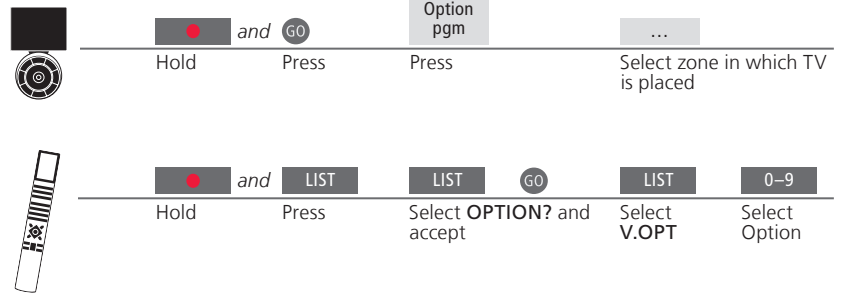 Option
pgm
and GO
...
Hold Press Press Select zone in which TV
is placed
and LIST LIST GO LIST 0–9
Hold Press Select OPTION? and Select Select
accept V.OPT Option